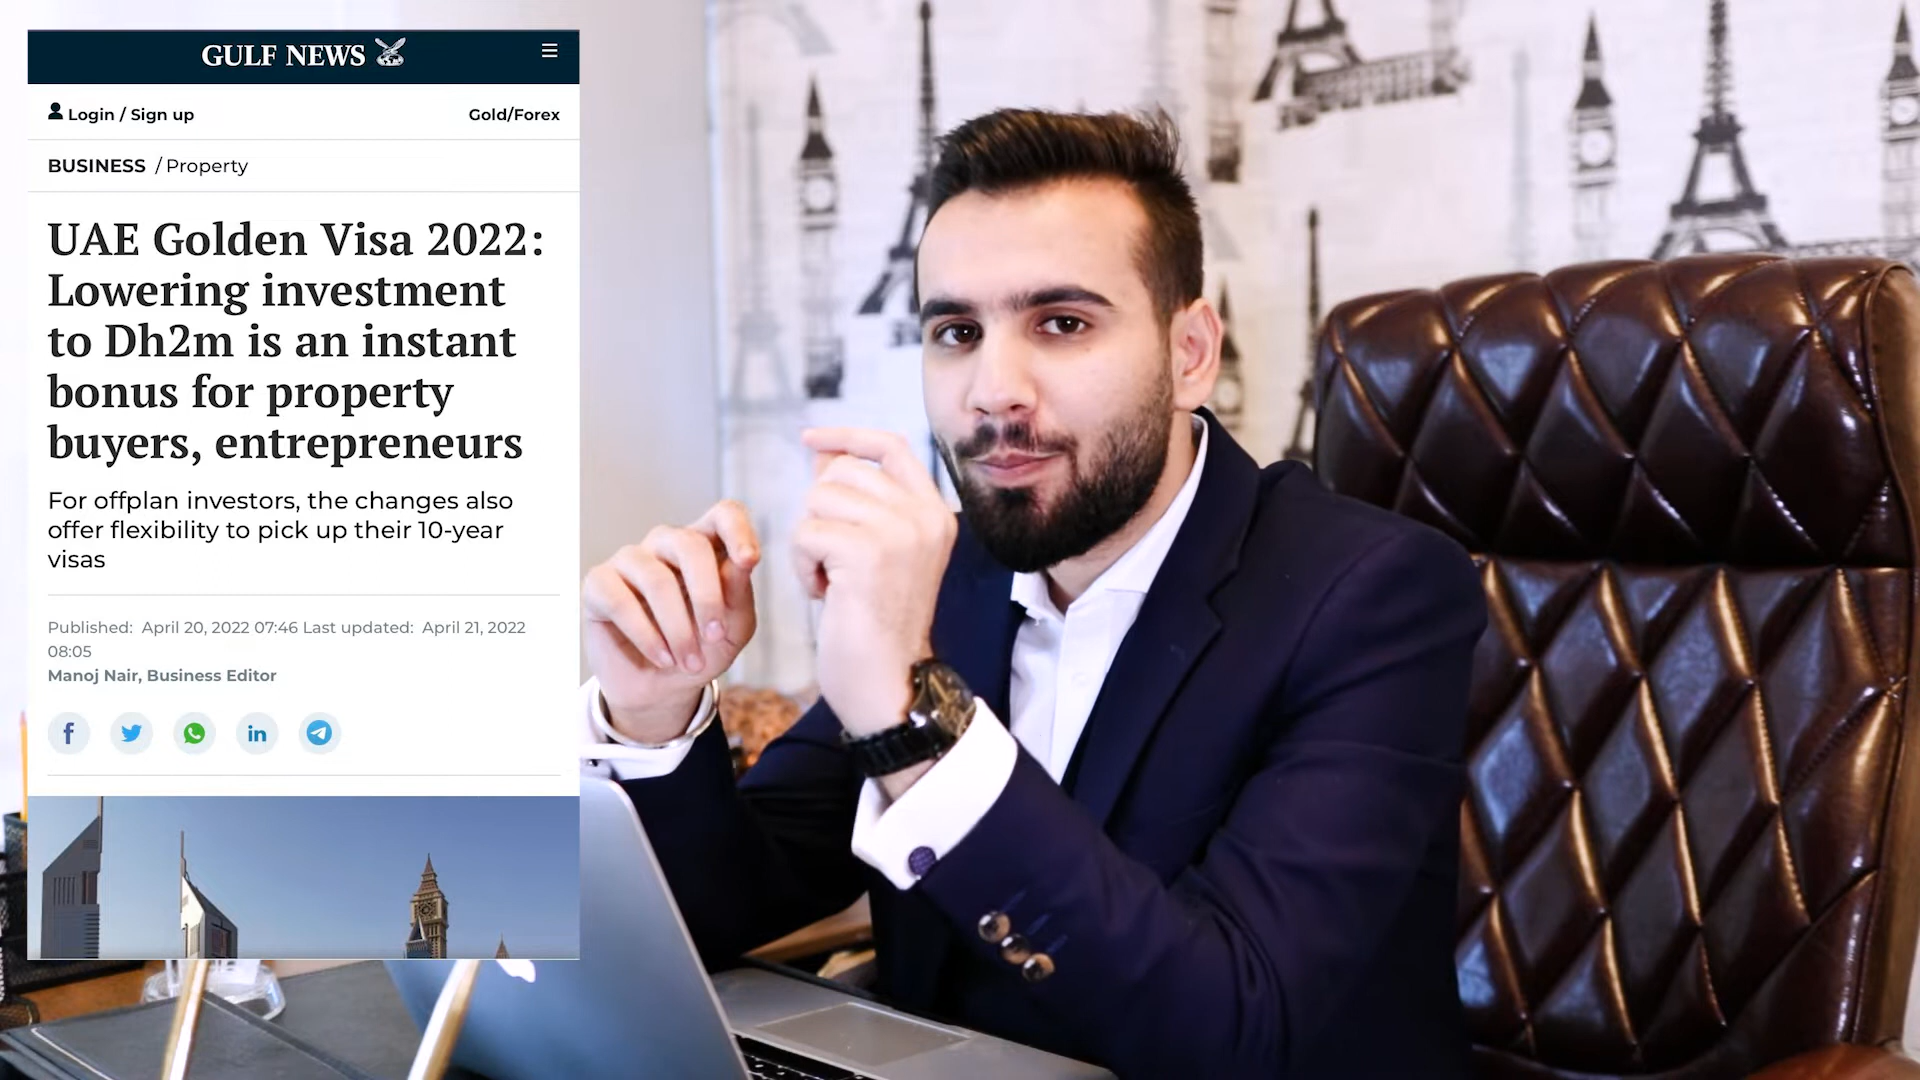 GULF NEWS
Login / Sign up
Gold/Forex
BUSINESS / Property
UAE Golden Visa 2022:
Lowering investment
to Dh2m is an instant
bonus for property
buyers, entrepreneurs
For offplan investors, the changes also
offer flexibility to pick up their 10-year
visas
Published: April 20, 2022 07:46 Last updated: April 21, 2022
08:05
Manoj Nair, Business Editor
f
in